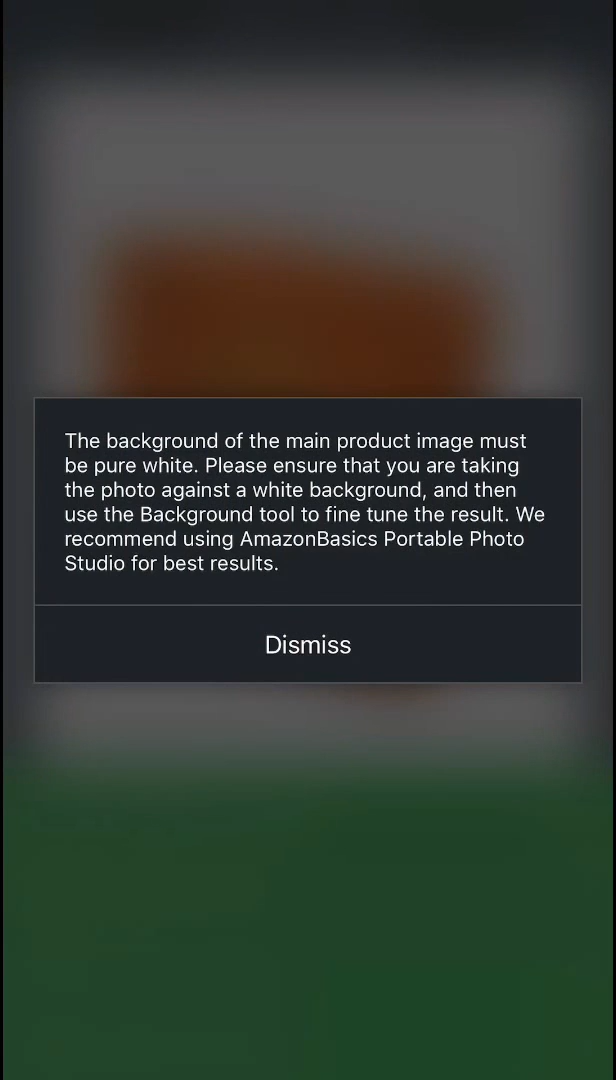 The background of the main product image must
be pure white. Please ensure that you are taking
the photo against a white background, and then
use the Background tool to fine tune the result. We
recommend using AmazonBasics Portable Photo
Studio for best results.
Dismiss